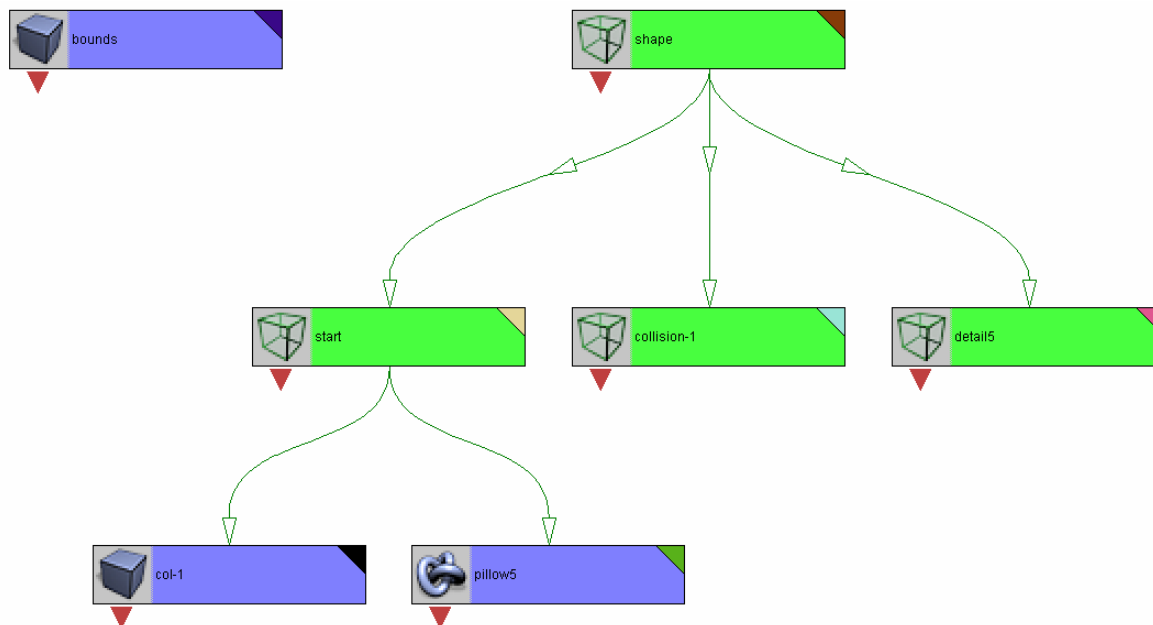 bounds
shape
start
collision-1
detail5
col-1
pillow5